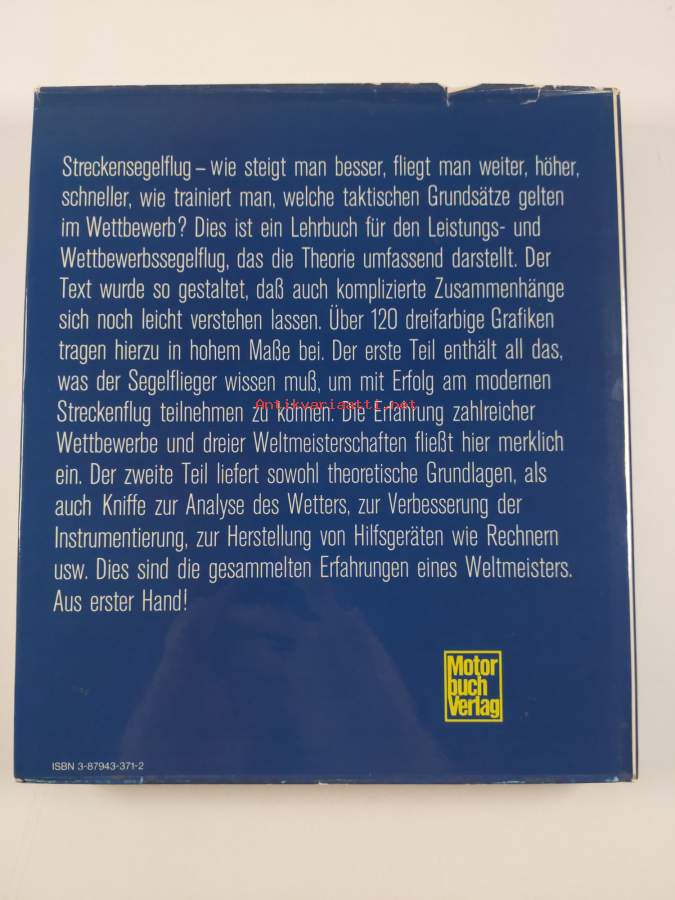 Streckensegelflug – wie steigt man besser, fliegt man weiter, höher,
schneller, wie trainiert man, welche taktischen Grundsätze gelten
im Wettbewerb? Dies ist ein Lehrbuch für den Leistungs- und
Wettbewerbssegelflug, das die Theorie umfassend darstellt. Der
Text wurde so gestaltet, daß auch komplizierte Zusammenhänge
sich noch leicht verstehen lassen. Über 120 dreifarbige Grafiken
tragen hierzu in hohem Maße bei. Der erste Teil enthält all das,
was der Segelflieger wissen muß, um mit Erfolg am modernen
Streckenflug teilnehmen zu können. Die Erfahrung zahlreicher
Antikvariaatti.net
Wettbewerbe und dreier Weltmeisterschaften fließt hier merklich
ein. Der zweite Teil liefert sowohl theoretische Grundlagen, als
auch Kniffe zur Analyse des Wetters, zur Verbesserung der
Instrumentierung, zur Herstellung von Hilfsgeräten wie Rechnern
usw. Dies sind die gesammelten Erfahrungen eines Weltmeisters.
Aus erster Hand!
Motor
buch
Verlag
ISBN 3-87943-371-2